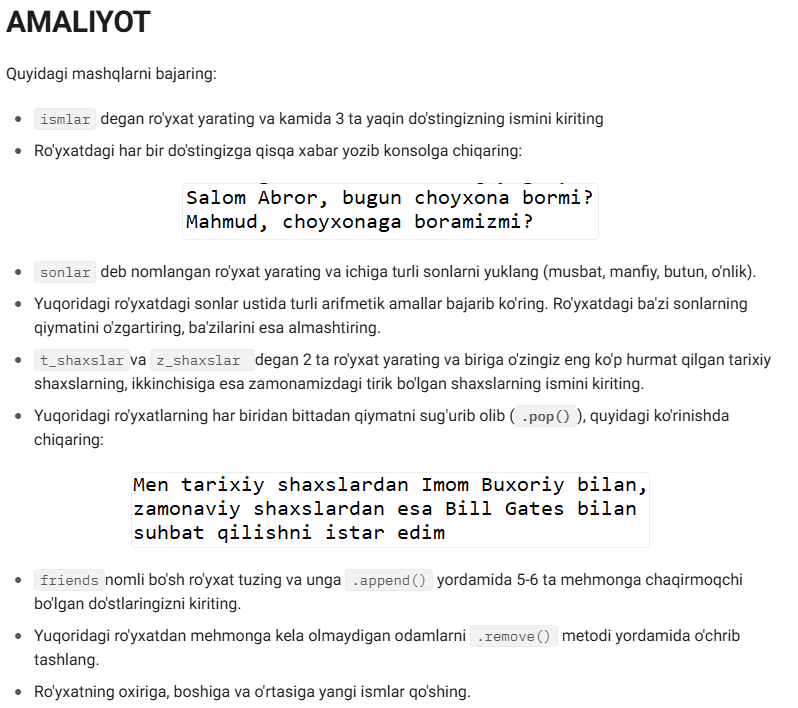 AMALIYOT
Quyidagi mashqlarni bajaring:
ismlar degan ro'yxat yarating va kamida 3 ta yaqin do'stingizning ismini kiriting
Ro'yxatdagi har bir do'stingizga qisqa xabar yozib konsolga chiqaring:
Salom Abror, bugun choyxona bormi?
Mahmud, choyxonaga boramizmi?
sonlar deb nomlangan ro'yxat yarating va ichiga turli sonlarni yuklang (musbat, manfiy, butun, o'nlik).
Yuqoridagi ro'yxatdagi sonlar ustida turli arifmetik amallar bajarib ko'ring. Ro'yxatdagi ba'zi sonlarning
qiymatini o'zgartiring, ba'zilarini esa almashtiring.
t_shaxslar va z_shaxslar degan 2 ta ro'yxat yarating va biriga o'zingiz eng ko'p hurmat qilgan tarixiy
shaxslarning, ikkinchisiga esa zamonamizdagi tirik bo'lgan shaxslarning ismini kiriting.
Yuqoridagi ro'yxatlarning har biridan bittadan qiymatni sug'urib olib ( .pop() ), quyidagi ko'rinishda
chiqaring:
Men tarixiy shaxslardan Imom Buxoriy bilan,
zamonaviy shaxslardan esa Bill Gates bilan
suhbat qilishni istar edim
friends nomli bo'sh ro'yxat tuzing va unga .append() yordamida 5-6 ta mehmonga chaqirmoqchi
bo'lgan do'stlaringizni kiriting.
Yuqoridagi ro'yxatdan mehmonga kela olmaydigan odamlarni .remove() metodi yordamida o'chrib
tashlang.
Ro'yxatning oxiriga, boshiga va o'rtasiga yangi ismlar qo'shing.